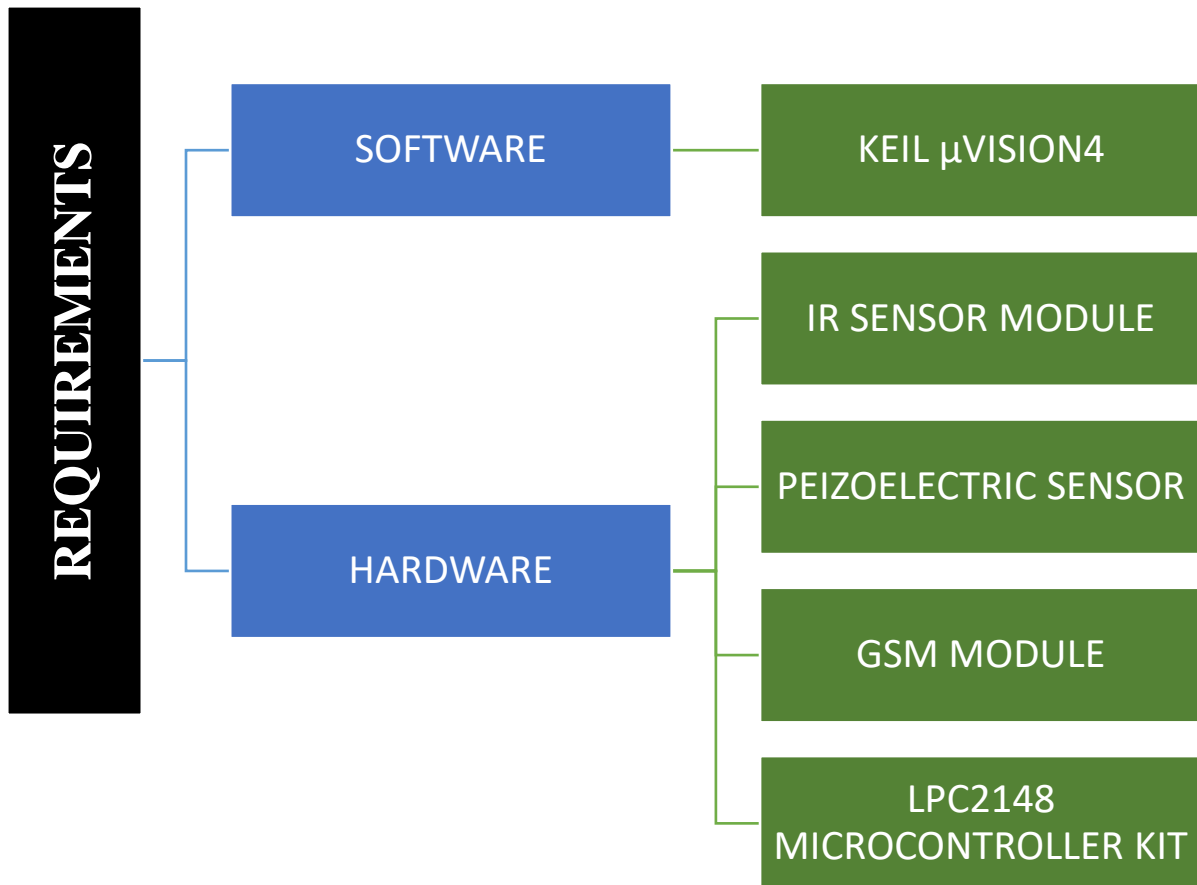 REQUIREMENTS
SOFTWARE
KEIL µVISION4
HARDWARE
IR SENSOR MODULE
PEIZOELECTRIC SENSOR
GSM MODULE
LPC2148
MICROCONTROLLER KIT